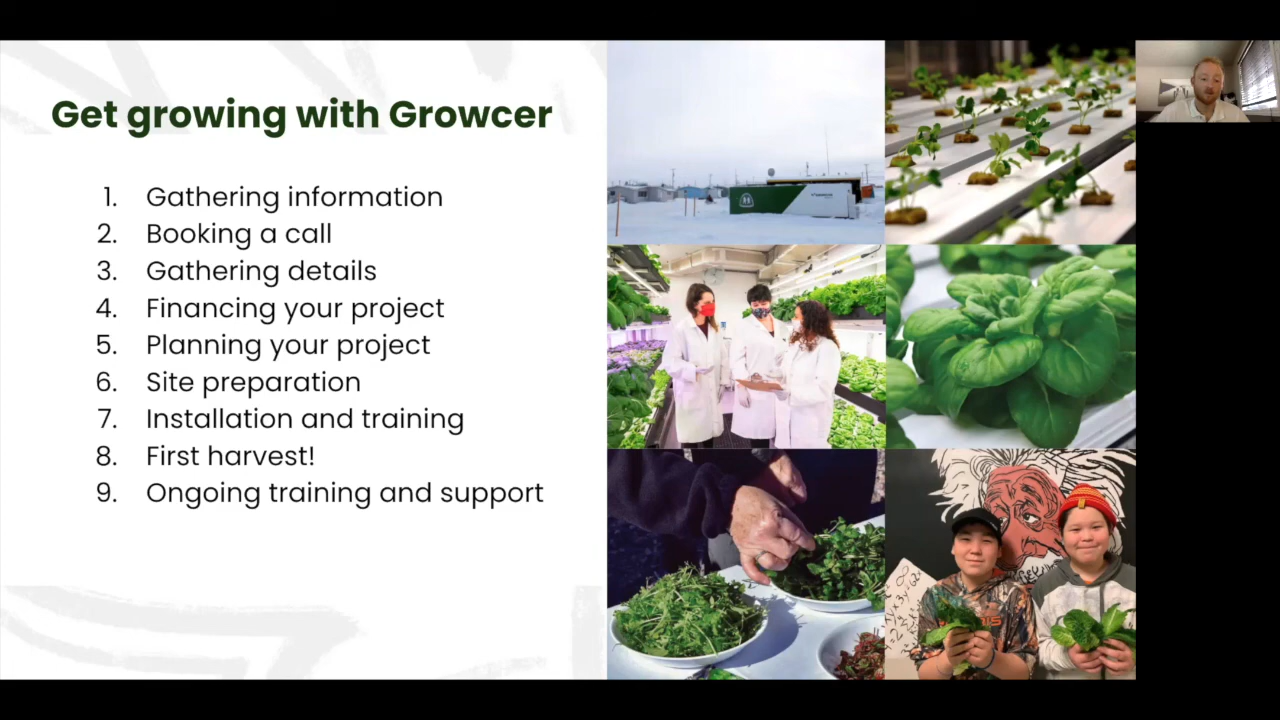 Get growing with Growcer
1. Gathering information
2. Booking a call
3. Gathering details
4. Financing your project
5. Planning your project
6. Site preparation
7. Installation and training
8. First harvest!
9. Ongoing training and support